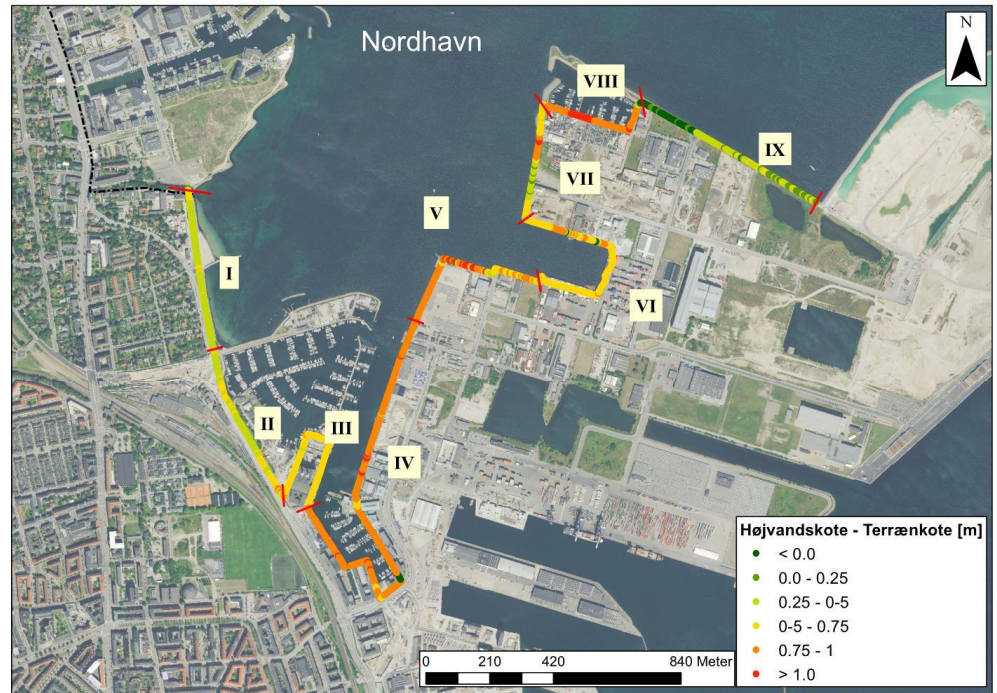 Nordhavn
N
VIII
IX
VII
V
I
VI
II
III
IV
Højvandskote - Terrænkote [m]
< 0.0
0.0 - 0.25
0.25 - 0-5
0-5 - 0.75
0.75 - 1
> 1.0
0 210 420 840 Meter